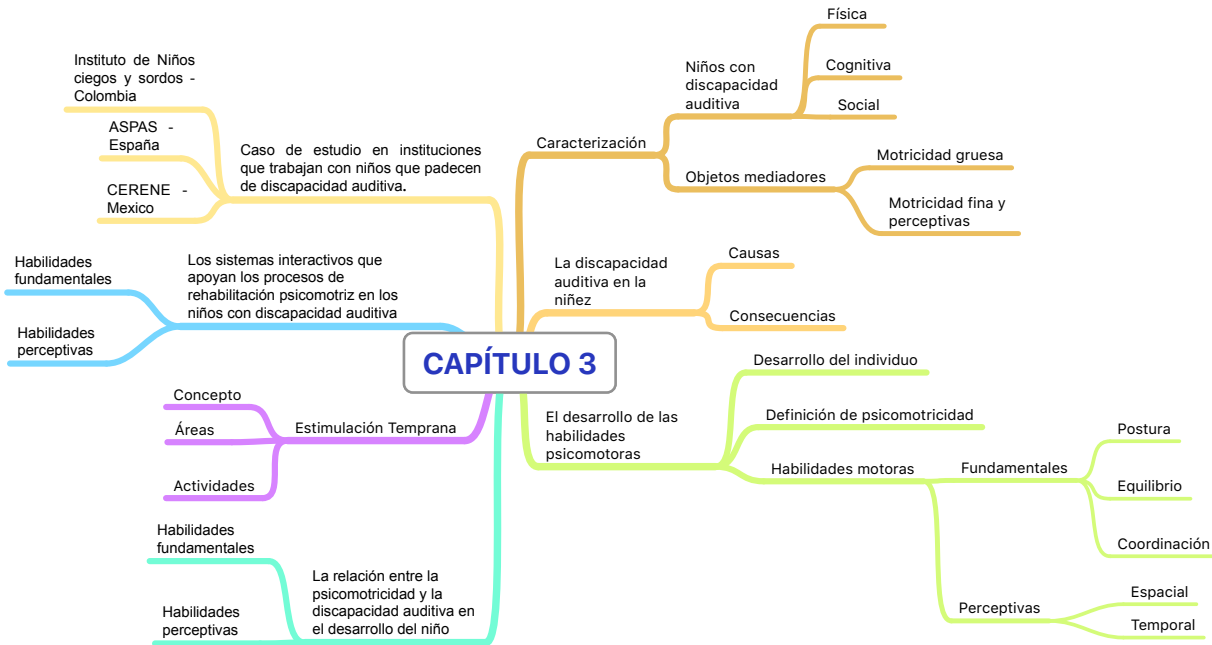 CAPÍTULO 3
Caracterización
Niños con
discapacidad
auditiva
Física
Cognitiva
Social
Objetos mediadores
Motricidad gruesa
Motricidad fina y
perceptivas
La discapacidad
auditiva en la
niñez
Causas
Consecuencias
El desarrollo de las
habilidades
psicomotoras
Desarrollo del individuo
Definición de psicomotricidad
Habilidades motoras
Fundamentales
Postura
Equilibrio
Coordinación
Perceptivas
Espacial
Temporal
Caso de estudio en instituciones
que trabajan con niños que padecen
de discapacidad auditiva.
Instituto de Niños
ciegos y sordos -
Colombia
ASPAS -
España
CERENE -
Mexico
Los sistemas interactivos que
apoyan los procesos de
rehabilitación psicomotriz en los
niños con discapacidad auditiva
Habilidades
fundamentales
Habilidades
perceptivas
Estimulación Temprana
Concepto
Áreas
Actividades
La relación entre la
psicomotricidad y la
discapacidad auditiva en
el desarrollo del niño
Habilidades
fundamentales
Habilidades
perceptivas